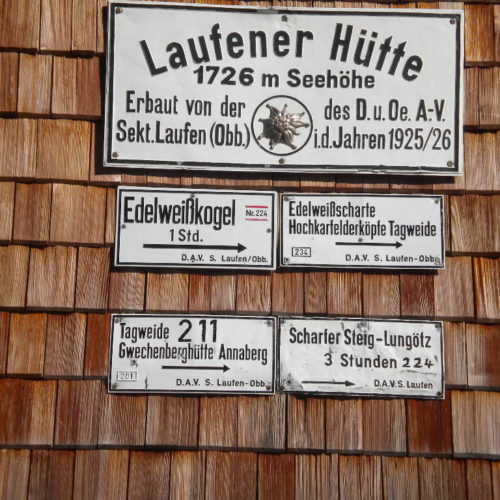 Laufener Hütte
1726 m Seehöhe
Erbaut von der des D. u. Oe. A.-V.
Sekt. Laufen (Obb.) i. d. Jahren 1925/26
Edelweißkogel
Nr. 224
1 Std.
D.A.V. S. Laufen/Obb.
Edelweißscharfe
Hochkarfelderköpfe Tagweide
234
D.A.V. S. Laufen-Obb.
Tagweide 211
Gwechenberghütte Annaberg
201
D.A.V. S. Laufen-Obb.
Scharfer Steig-Lungötz
3 Stunden 224
D.A.V.S. Laufen